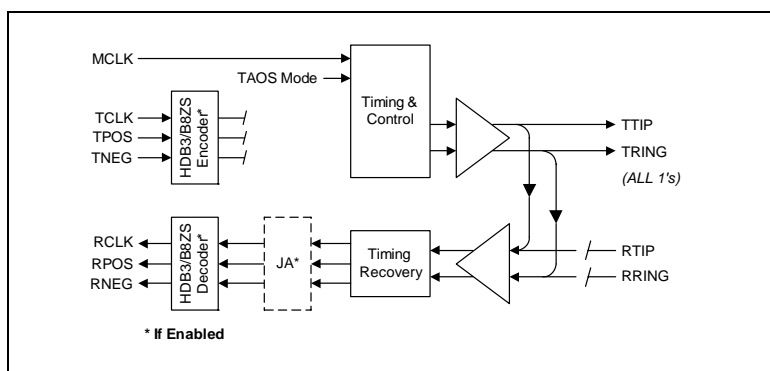 MCLK
TAOS Mode
Timing &
Control
TCLK
TPOS
TNEG
HDB3/B8ZS
Encoder*
TTIP
TRING
(ALL 1's)
RCLK
RPOS
RNEG
HDB3/B8ZS
Decoder*
JA*
Timing
Recovery
RTIP
RRING
* If Enabled